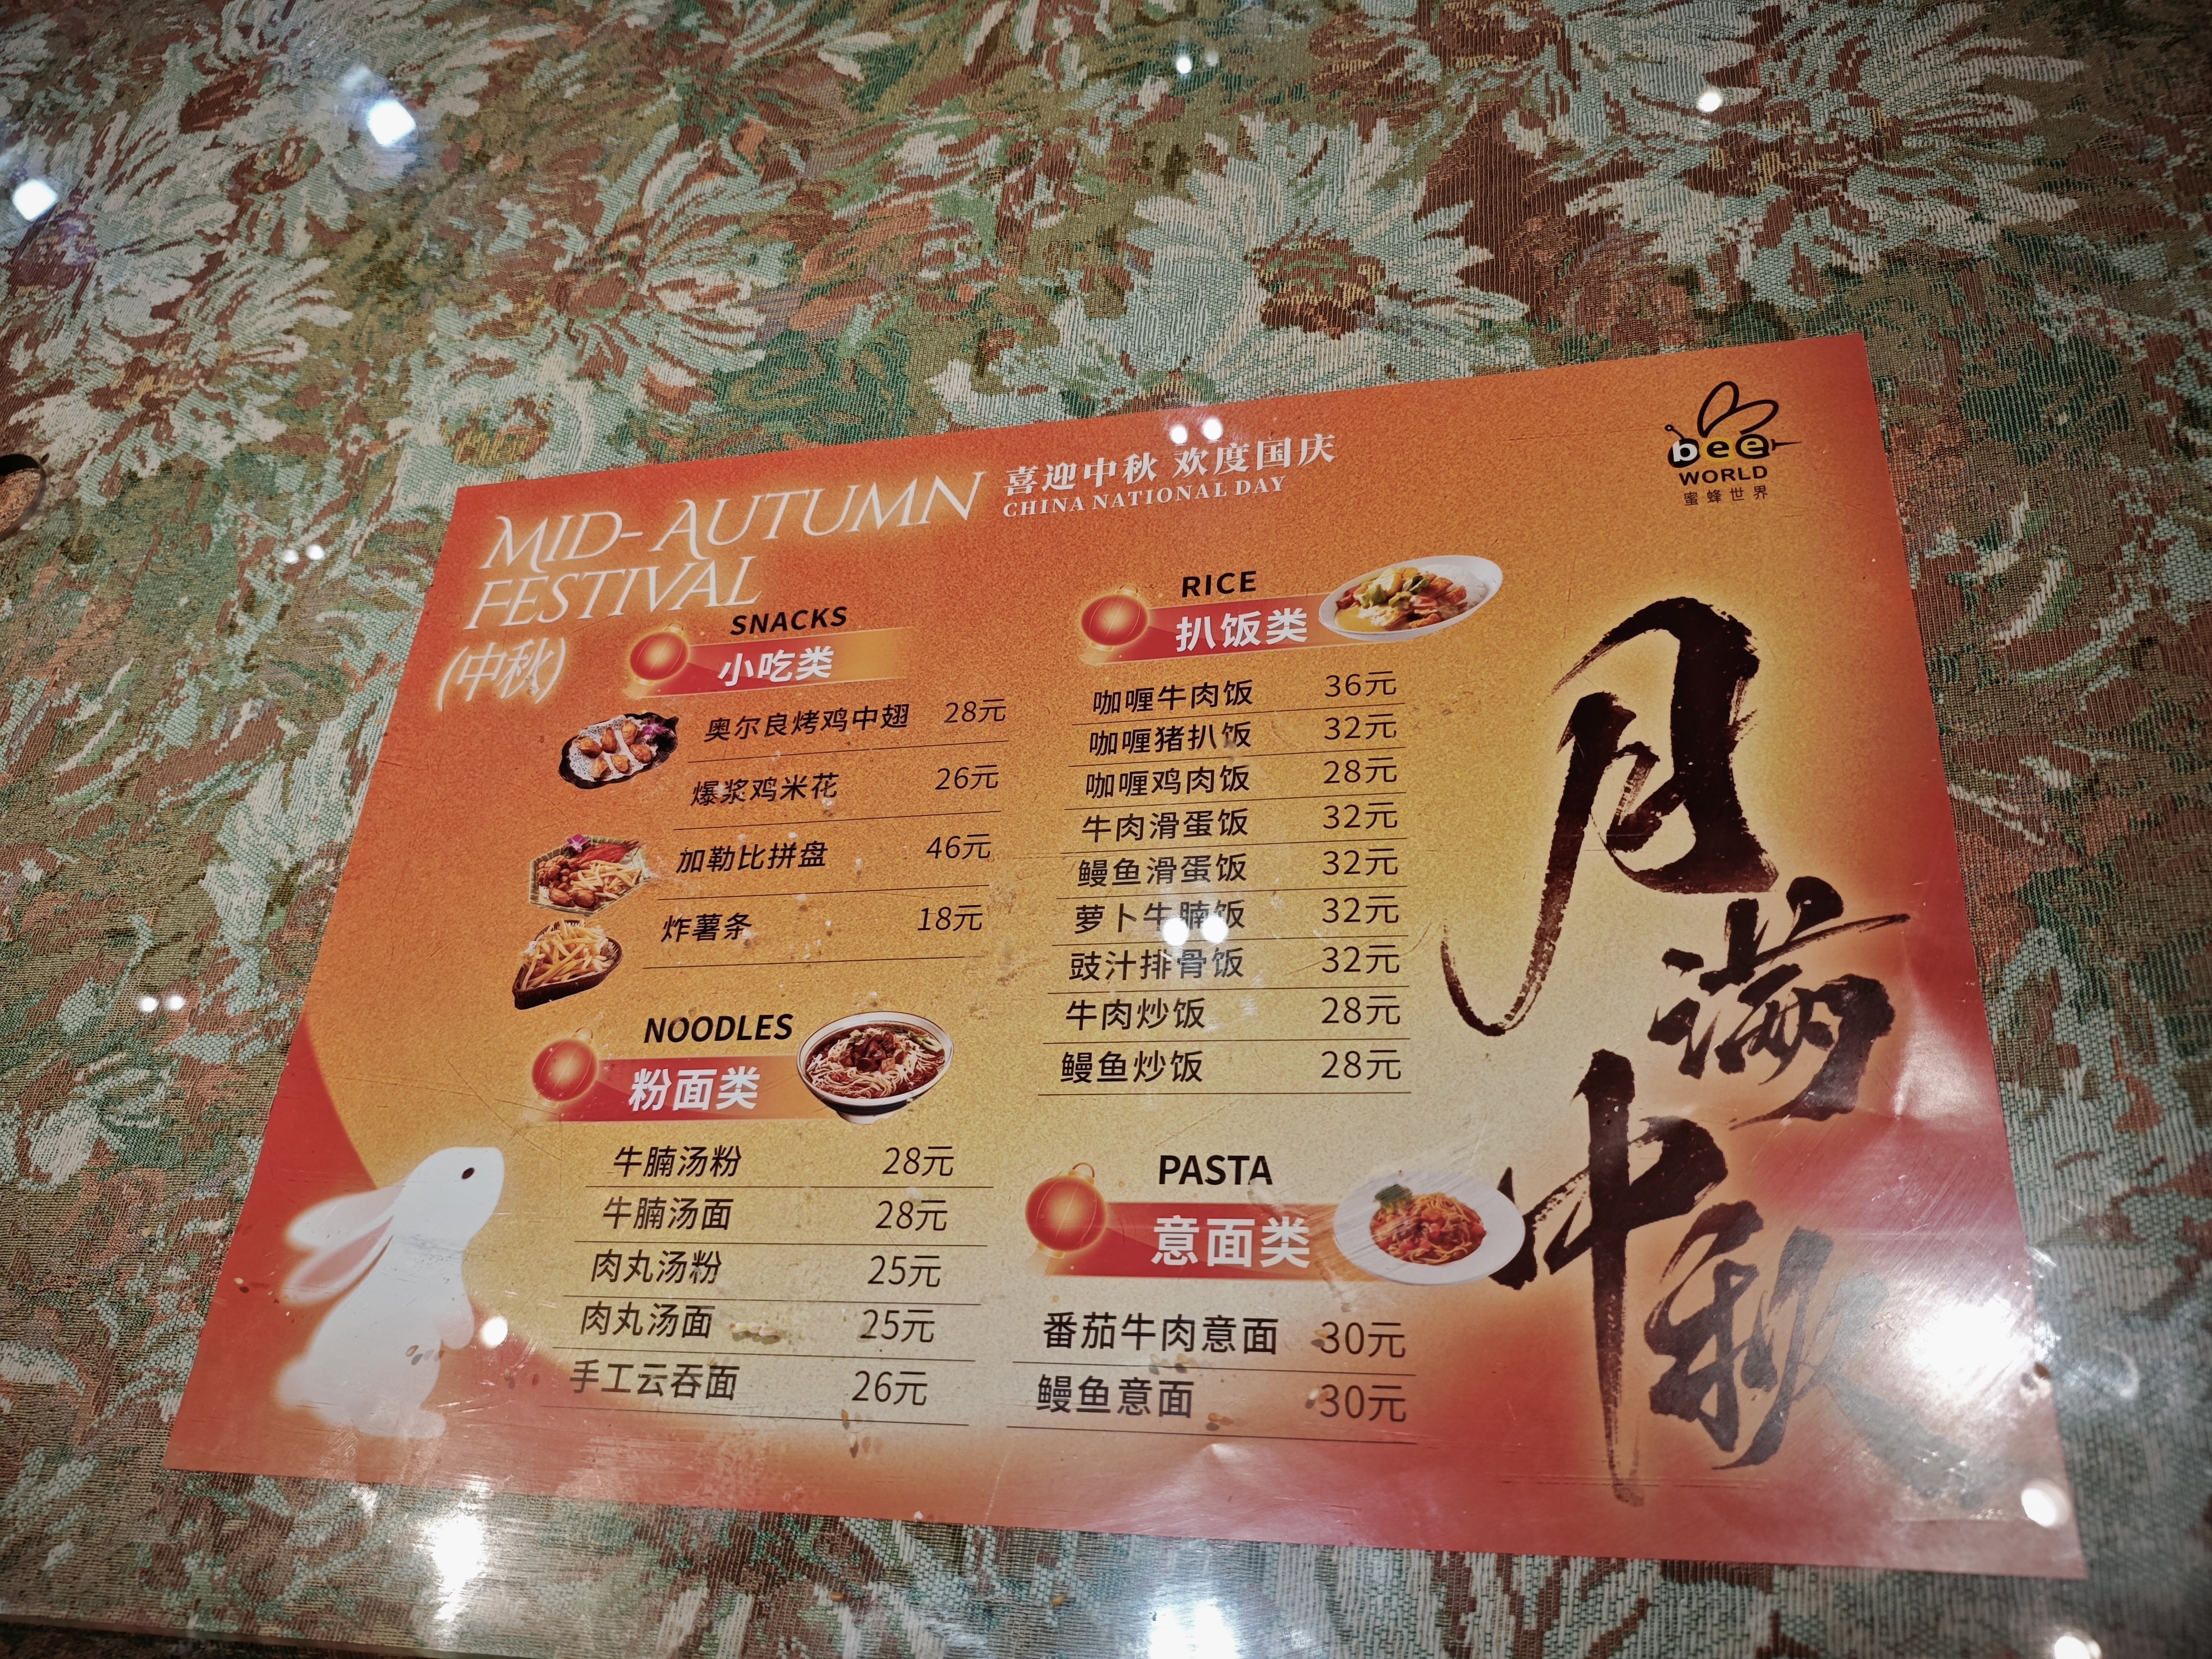 MID-AUTUMN
FESTIVAL
(中秋)
喜迎中秋 欢度国庆
CHINA NATIONAL DAY
bee
WORLD
蜜蜂世界
SNACKS
小吃类
奥尔良烤鸡中翅 28元
爆浆鸡米花 26元
加勒比拼盘 46元
炸薯条 18元
NOODLES
粉面类
牛腩汤粉 28元
牛腩汤面 28元
肉丸汤粉 25元
肉丸汤面 25元
手工云吞面 26元
RICE
扒饭类
咖喱牛肉饭 36元
咖喱猪扒饭 32元
咖喱鸡肉饭 28元
牛肉滑蛋饭 32元
鳗鱼滑蛋饭 32元
萝卜牛腩饭 32元
豉汁排骨饭 32元
牛肉炒饭 28元
鳗鱼炒饭 28元
PASTA
意面类
番茄牛肉意面 30元
鳗鱼意面 30元
月满中秋